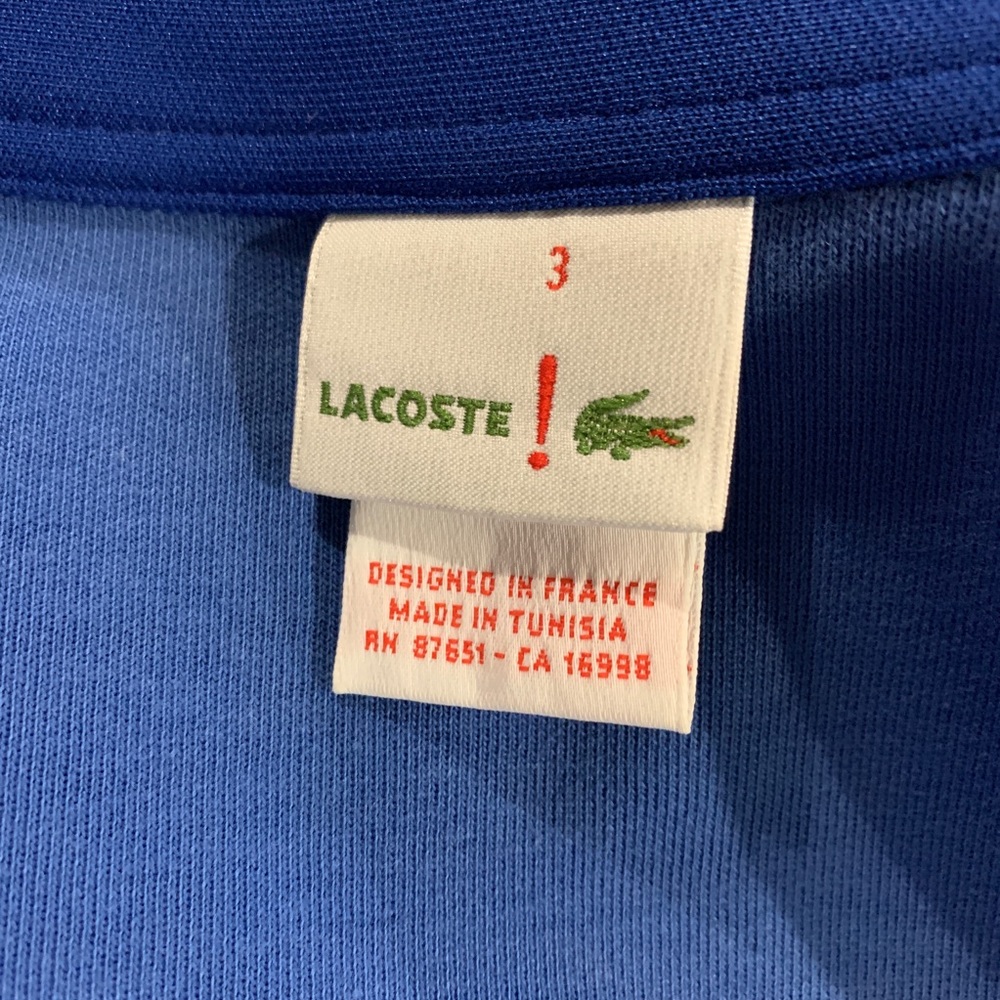 3
LACOSTE !
DESIGNED IN FRANCE
MADE IN TUNISIA
RN 87651 - CA 16998